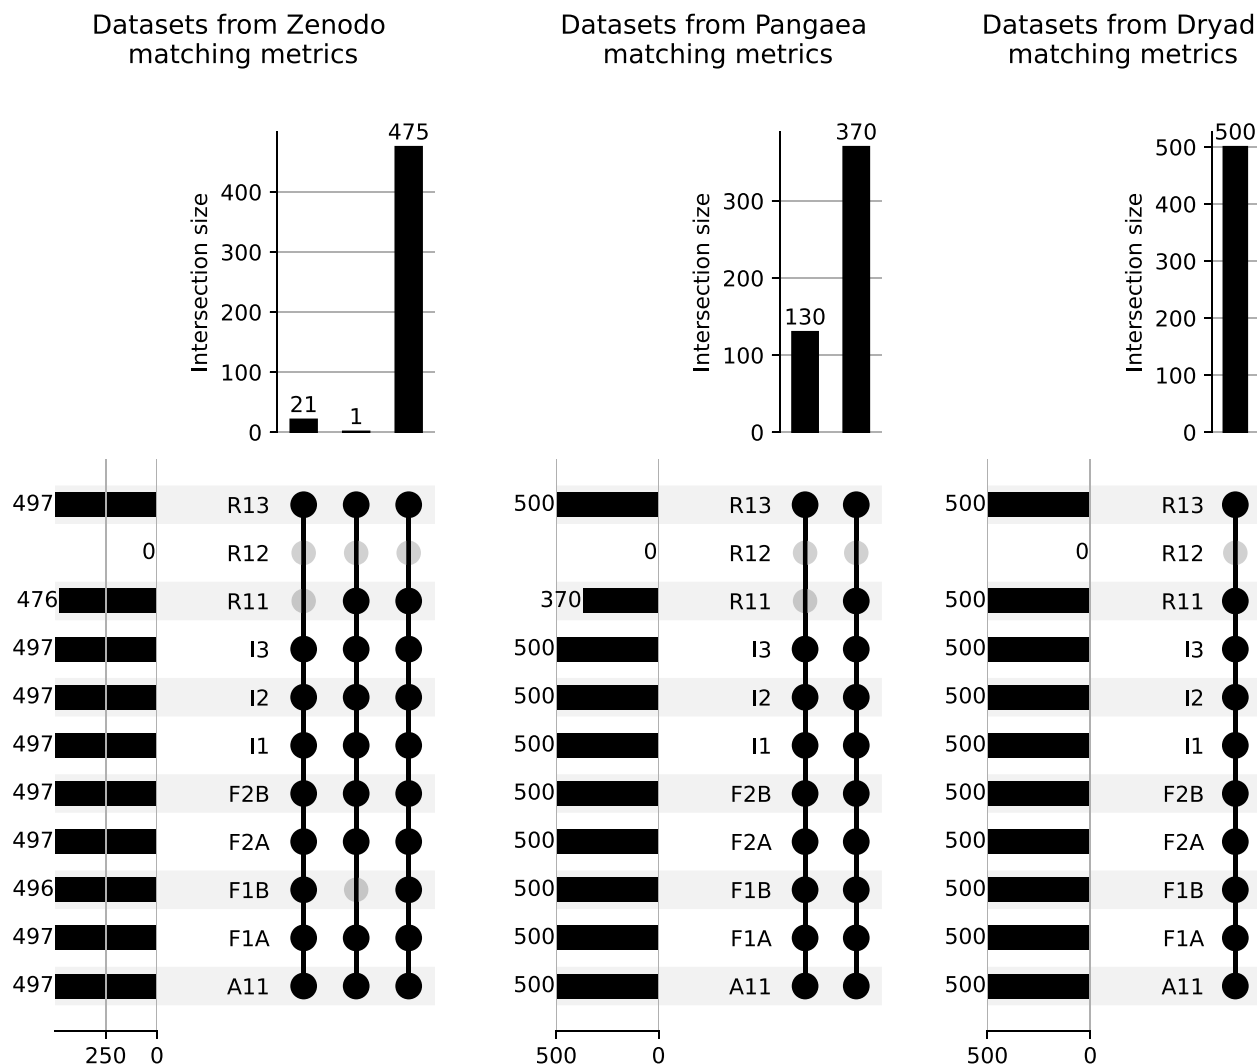 Datasets from Zenodo
matching metrics
475
400
300
200
100
0
Intersection size
21
1
497 R13
0 R12
476 R11
497 I3
497 I2
497 I1
497 F2B
497 F2A
496 F1B
497 F1A
497 A11
250 0
Datasets from Pangaea
matching metrics
370
300
200
100
0
Intersection size
130
500 R13
0 R12
370 R11
500 I3
500 I2
500 I1
500 F2B
500 F2A
500 F1B
500 F1A
500 A11
500 0
Datasets from Dryad
matching metrics
500
500
400
300
200
100
0
Intersection size
500 R13
0 R12
500 R11
500 I3
500 I2
500 I1
500 F2B
500 F2A
500 F1B
500 F1A
500 A11
500 0